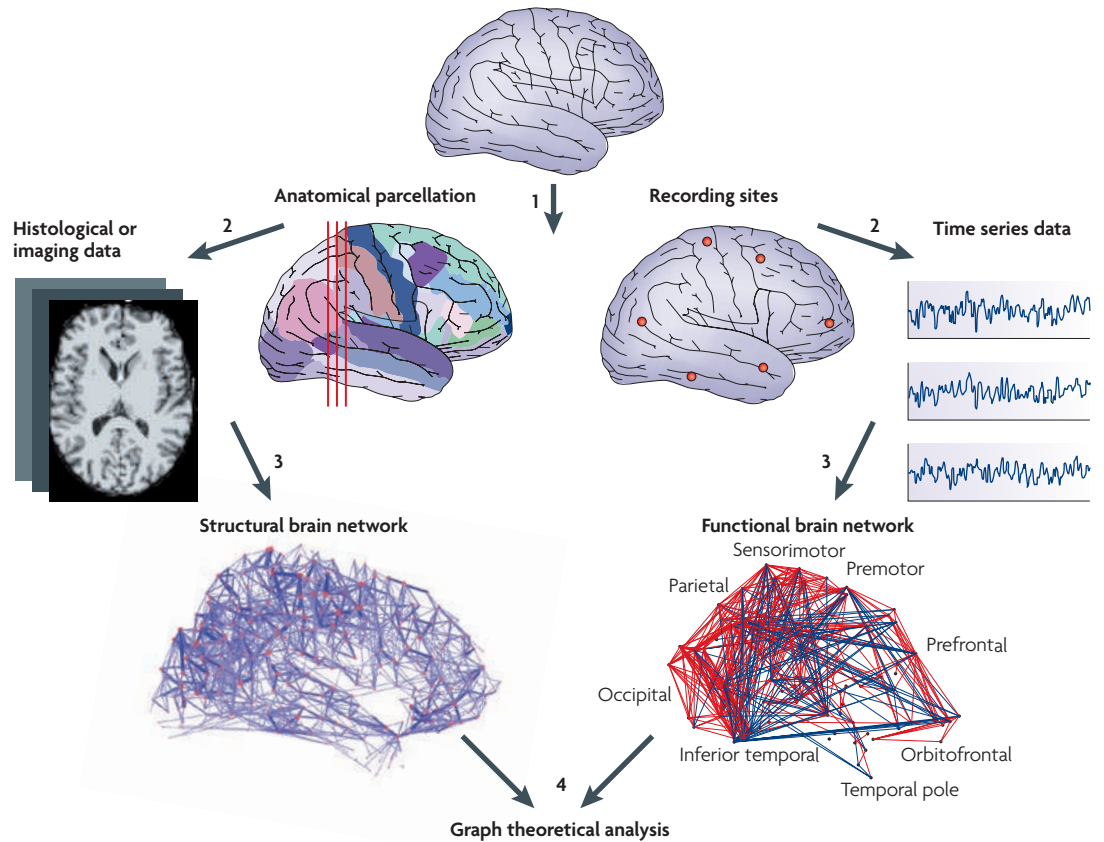 Anatomical parcellation
1
Recording sites
2
Histological or
imaging data
2
Time series data
3
3
Structural brain network
Functional brain network
Sensorimotor
Premotor
Parietal
Prefrontal
Occipital
Inferior temporal
Orbitofrontal
Temporal pole
4
Graph theoretical analysis